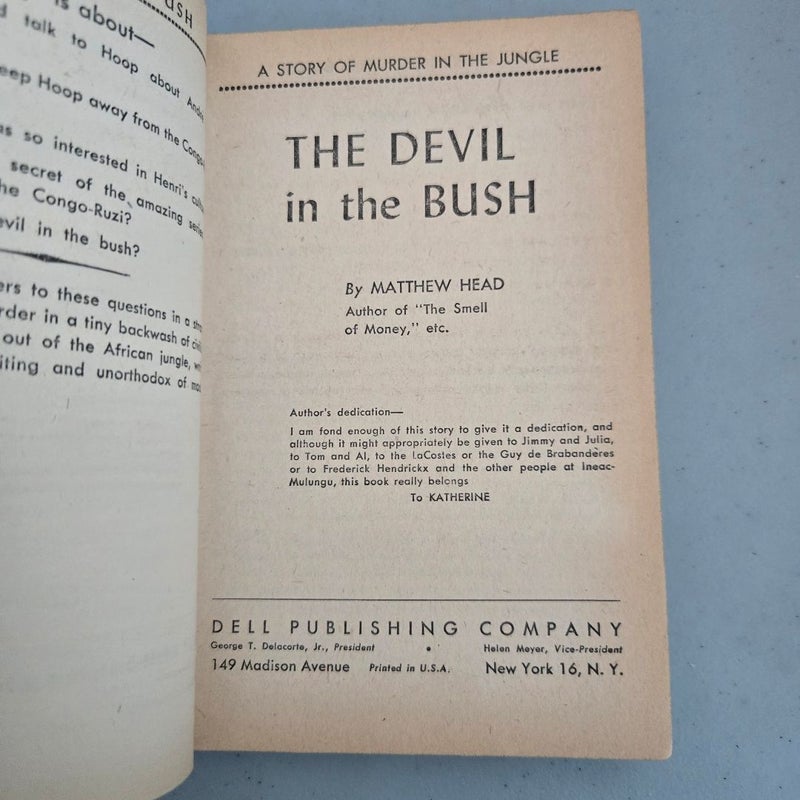 USH
is about—
talk to Hoop about
eep Hoop away from the Congo-
as so interested in Henri's
secret of the amazing
he Congo-Ruzi?
evil in the bush?
ers to these questions in a
rder in a tiny backwash of
out of the African jungle,
iting and unorthodox of
A STORY OF MURDER IN THE JUNGLE
THE DEVIL
in the BUSH
By MATTHEW HEAD
Author of "The Smell
of Money," etc.
Author's dedication—
I am fond enough of this story to give it a dedication, and
although it might appropriately be given to Jimmy and Julia,
to Tom and Al, to the LaCostes or the Guy de Brabandères
or to Frederick Hendrickx and the other people at Ineac-
Mulungu, this book really belongs
To KATHERINE
DELL PUBLISHING COMPANY
George T. Delacorte, Jr., President • Helen Meyer, Vice-President
149 Madison Avenue Printed in U.S.A. New York 16, N. Y.